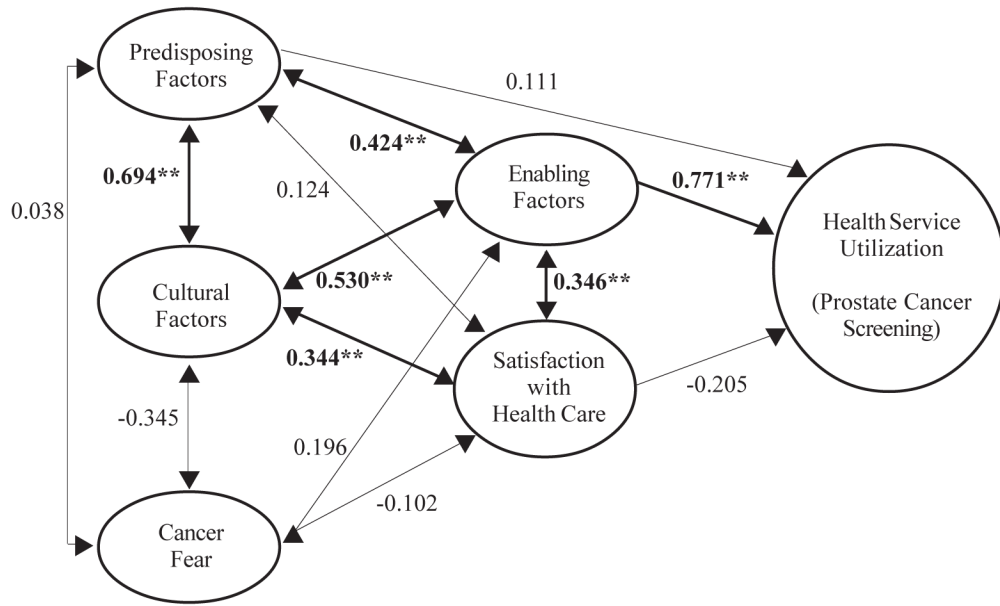 Predisposing
Factors
0.111
0.424**
0.694**
0.124
Enabling
Factors
0.771**
0.038
Health Service
Utilization
(Prostate Cancer
Screening)
Cultural
Factors
0.530**
0.346**
0.344**
Satisfaction
with
Health Care
-0.205
-0.345
0.196
-0.102
Cancer
Fear